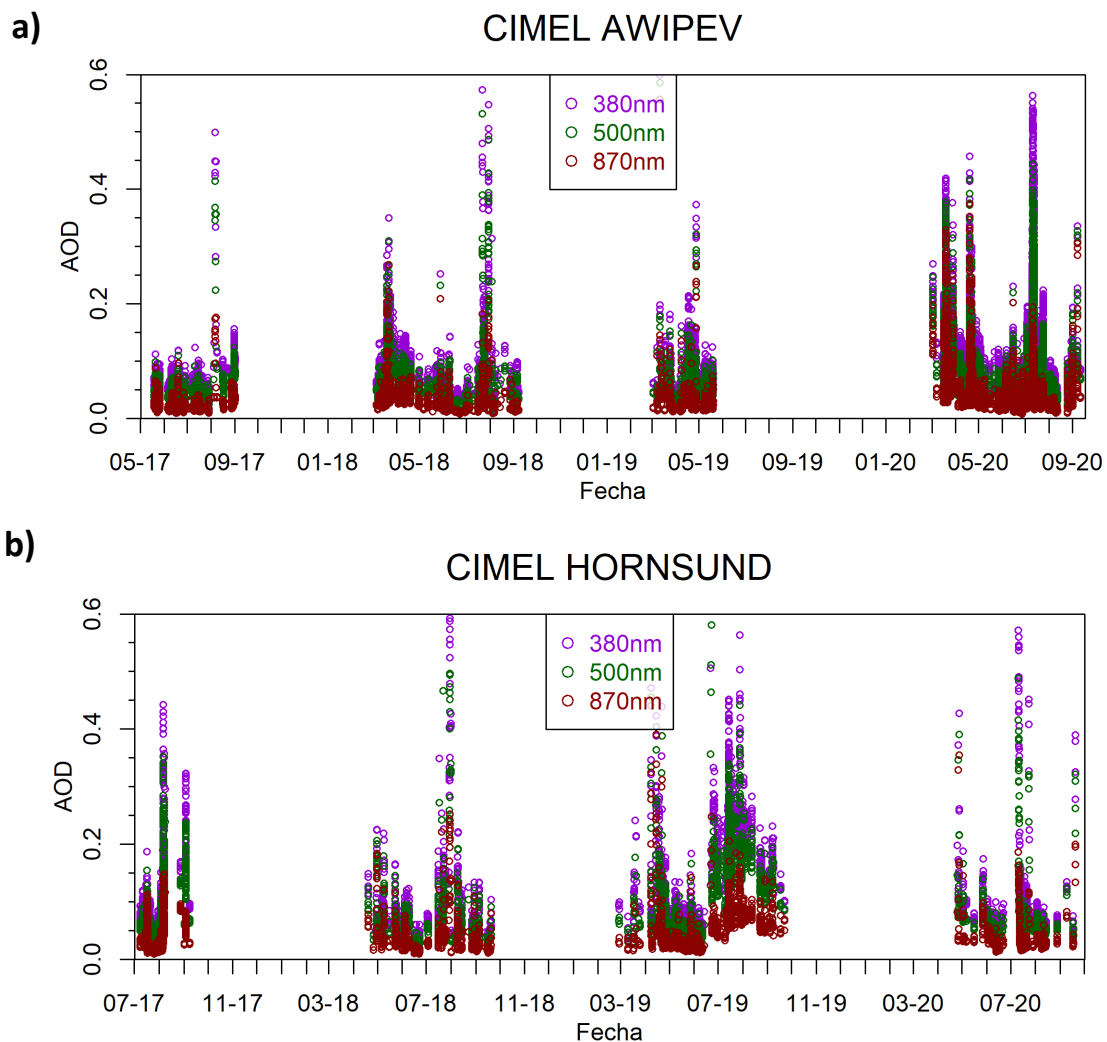 a)
CIMEL AWIPEV
AOD
0.0 0.2 0.4 0.6
380nm
500nm
870nm
05-17 09-17 01-18 05-18 09-18 01-19 05-19 09-19 01-20 05-20 09-20
Fecha
b)
CIMEL HORNSUND
AOD
0.0 0.2 0.4 0.6
380nm
500nm
870nm
07-17 11-17 03-18 07-18 11-18 03-19 07-19 11-19 03-20 07-20
Fecha